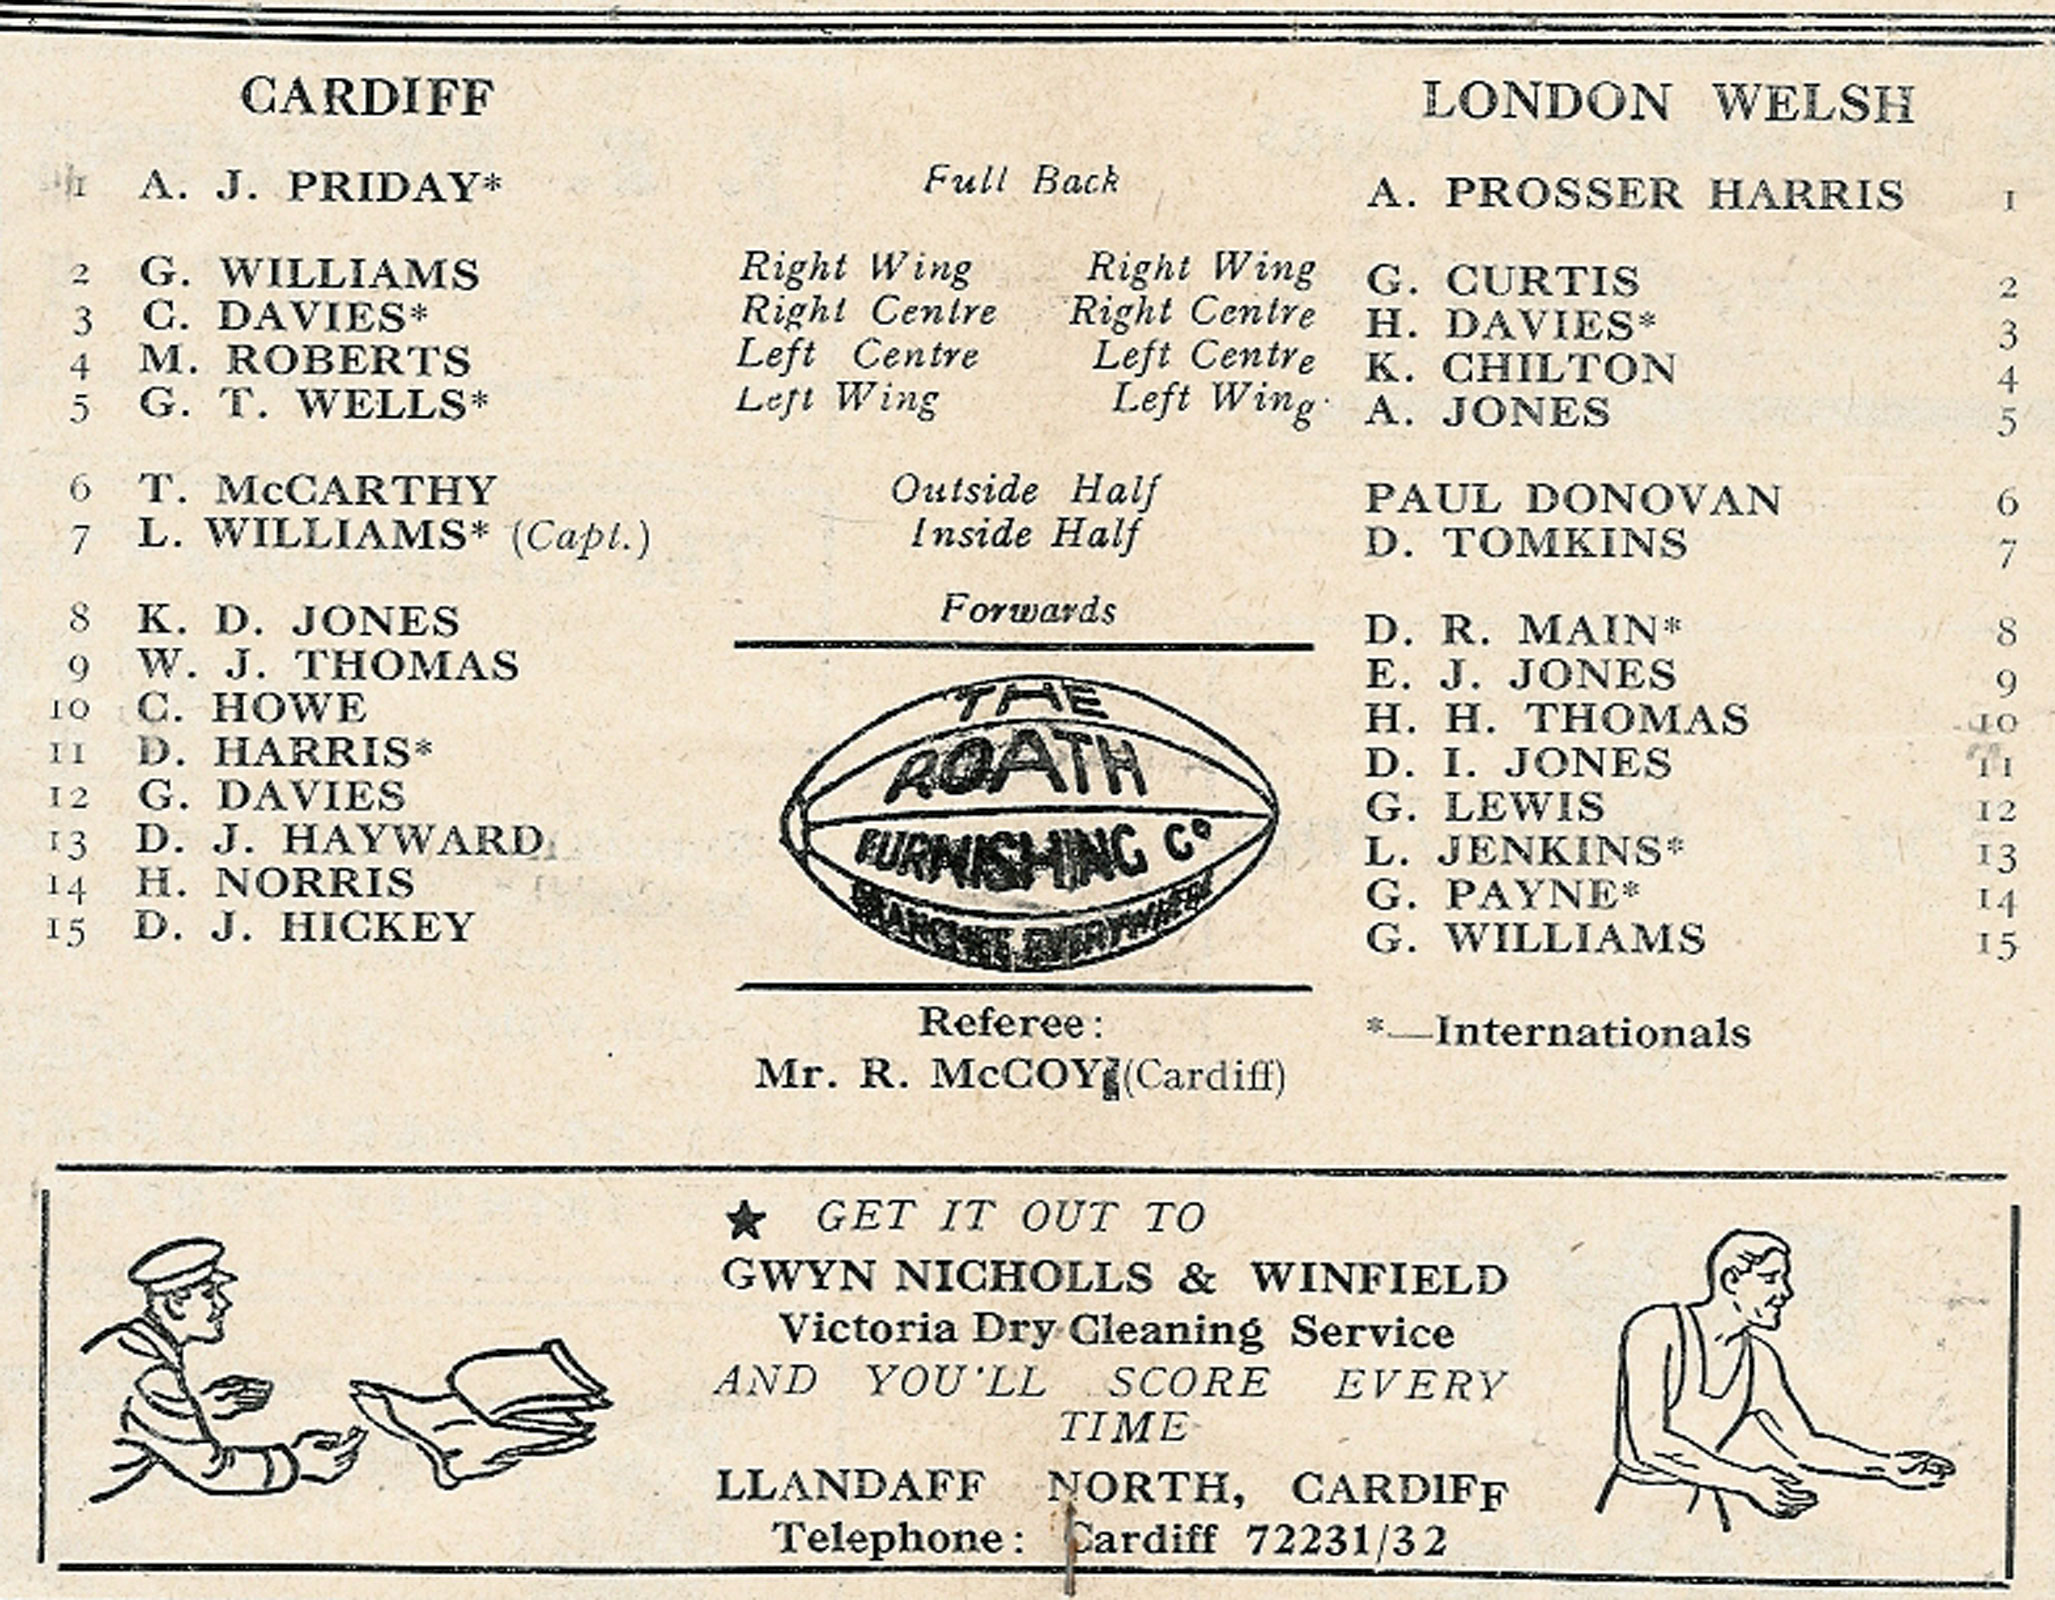 CARDIFF LONDON WELSH
1 A. J. PRIDAY* Full Back A. PROSSER HARRIS 1
2 G. WILLIAMS Right Wing Right Wing G. CURTIS 2
3 C. DAVIES* Right Centre Right Centre H. DAVIES* 3
4 M. ROBERTS Left Centre Left Centre K. CHILTON 4
5 G. T. WELLS* Left Wing Left Wing A. JONES 5
6 T. McCARTHY Outside Half PAUL DONOVAN 6
7 L. WILLIAMS* (Capt.) Inside Half D. TOMKINS 7
Forwards
8 K. D. JONES D. R. MAIN* 8
9 W. J. THOMAS E. J. JONES 9
10 C. HOWE H. H. THOMAS 10
11 D. HARRIS* D. I. JONES 11
12 G. DAVIES G. LEWIS 12
13 D. J. HAYWARD L. JENKINS* 13
14 H. NORRIS G. PAYNE* 14
15 D. J. HICKEY G. WILLIAMS 15
THE
ROATH
FURNISHING Co
Referee: *—Internationals
Mr. R. McCOY (Cardiff)
★ GET IT OUT TO
GWYN NICHOLLS & WINFIELD
Victoria Dry Cleaning Service
AND YOU'LL SCORE EVERY
TIME
LLANDAFF NORTH, CARDIFF
Telephone: Cardiff 72231/32